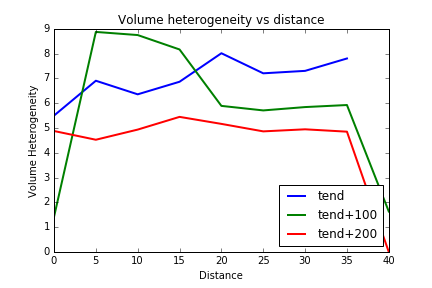 Volume heterogeneity vs distance
9
8
7
6
5
4
3
2
1
0
Volume Heterogeneity
tend
tend+100
tend+200
0 5 10 15 20 25 30 35 40
Distance